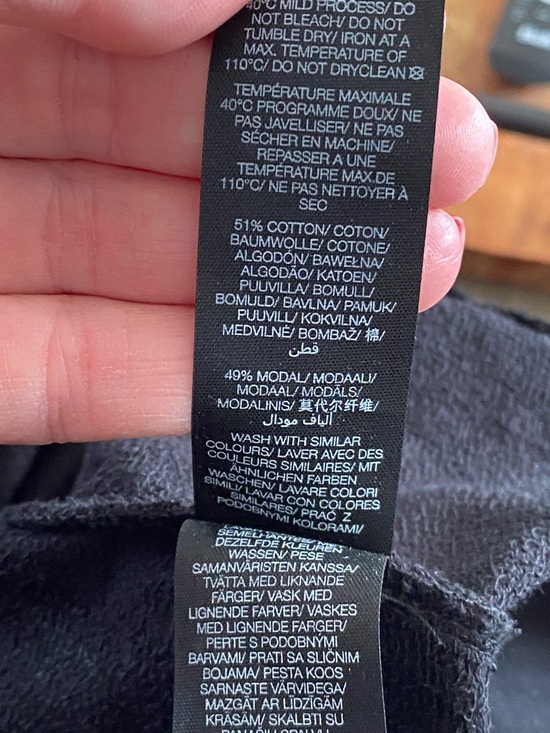 40°C MILD PROCESS/ DO
NOT BLEACH/ DO NOT
TUMBLE DRY/ IRON AT A
MAX. TEMPERATURE OF
110°C/ DO NOT DRYCLEAN
TEMPÉRATURE MAXIMALE
40°C PROGRAMME DOUX/ NE
PAS JAVELLISER/ NE PAS
SÉCHER EN MACHINE/
REPASSER A UNE
TEMPÉRATURE MAX.DE
110°C/ NE PAS NETTOYER À
SEC
51% COTTON/ COTON/
BAUMWOLLE/ COTONE/
ALGODÓN/ BAWEŁNA/
ALGODÃO/ KATOEN/
PUUVILLA/ BOMULL/
BOMULD/ BAVLNA/ PAMUK/
PUUVILL/ KOKVILNA/
MEDVILNĖ/ BOMBAŽ/ 棉/
قطن
49% MODAL/ MODAALI/
MODAAL/ MODĀLS/
MODALINIS/ 莫代尔纤维/
ألياف مودال
WASH WITH SIMILAR
COLOURS/ LAVER AVEC DES
COULEURS SIMILAIRES/ MIT
ÄHNLICHEN FARBEN
WASCHEN/ LAVARE COLORI
SIMILI/ LAVAR CON COLORES
SIMILARES/ PRAĆ Z
PODOBNYMI KOLORAMI/
SEMELHANTES/
DEZELFDE KLEUREN
WASSEN/ PESE
SAMANVÄRISTEN KANSSA/
TVÄTTA MED LIKNANDE
FÄRGER/ VASK MED
LIGNENDE FARVER/ VASKES
MED LIGNENDE FARGER/
PERTE S PODOBNÝMI
BARVAMI/ PRATI SA SLIČNIM
BOJAMA/ PESTA KOOS
SARNASTE VÄRVIDEGA/
MAZGĀT AR LĪDZĪGĀM
KRĀSĀM/ SKALBTI SU